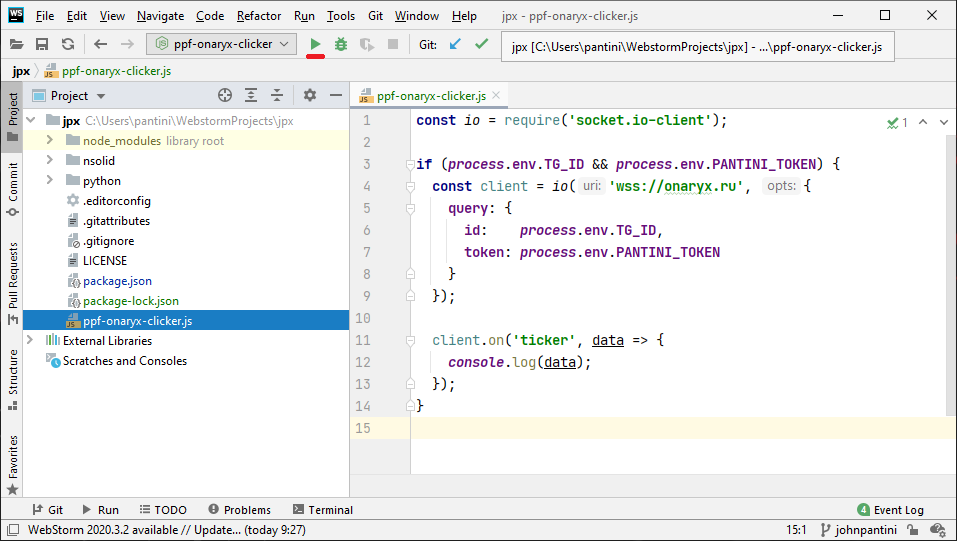 WS File Edit View Navigate Code Refactor Run Tools Git Window Help jpx - ppf-onaryx-clicker.js
ppf-onaryx-clicker Git: jpx [C:\Users\pantini\WebstormProjects\jpx] - ...\ppf-onaryx-clicker.js
jpx ppf-onaryx-clicker.js
Project
Commit
Pull Requests
Structure
Favorites
Project
jpx C:\Users\pantini\WebstormProjects\jpx
node_modules library root
nsolid
python
.editorconfig
.gitattributes
.gitignore
LICENSE
package.json
package-lock.json
ppf-onaryx-clicker.js
External Libraries
Scratches and Consoles
ppf-onaryx-clicker.js
1 const io = require('socket.io-client'); 1
2
3 if (process.env.TG_ID && process.env.PANTINI_TOKEN) {
4 const client = io( uri: 'wss://onaryx.ru', opts: {
5 query: {
6 id: process.env.TG_ID,
7 token: process.env.PANTINI_TOKEN
8 }
9 });
10
11 client.on('ticker', data => {
12 console.log(data);
13 });
14 }
15
Git Run TODO Problems Terminal 4 Event Log
WebStorm 2020.3.2 available // Update... (today 9:27) 15:1 johnpantini